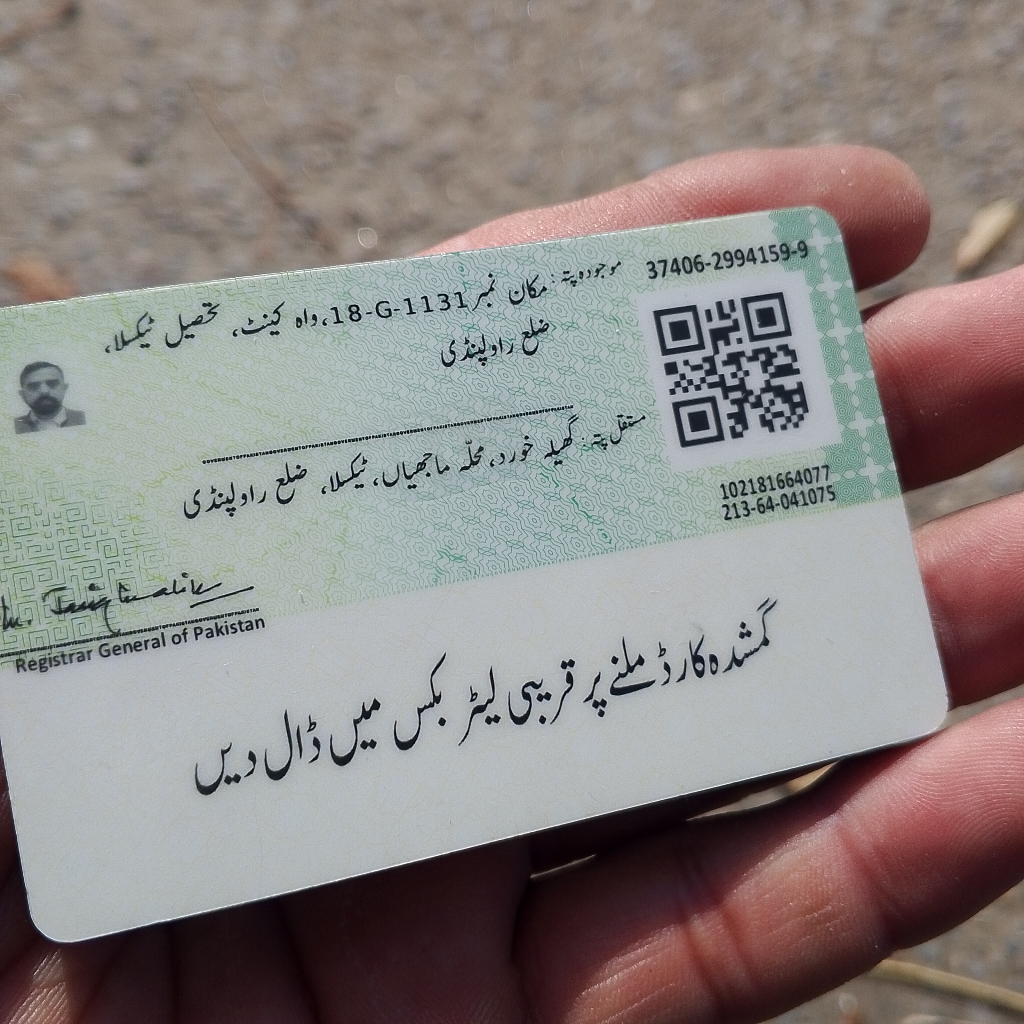 37406-2994159-9
موجودہ پتہ: مکان نمبر 18-G-1131، واہ کینٹ، تحصیل ٹیکسلا،
ضلع راولپنڈی
مستقل پتہ: گھیلہ خورد، محلّہ ماجھیاں، ٹیکسلا، ضلع راولپنڈی
102181664077
213-64-041075
Registrar General of Pakistan
گمشدہ کارڈ ملنے پر قریبی لیٹر بکس میں ڈال دیں